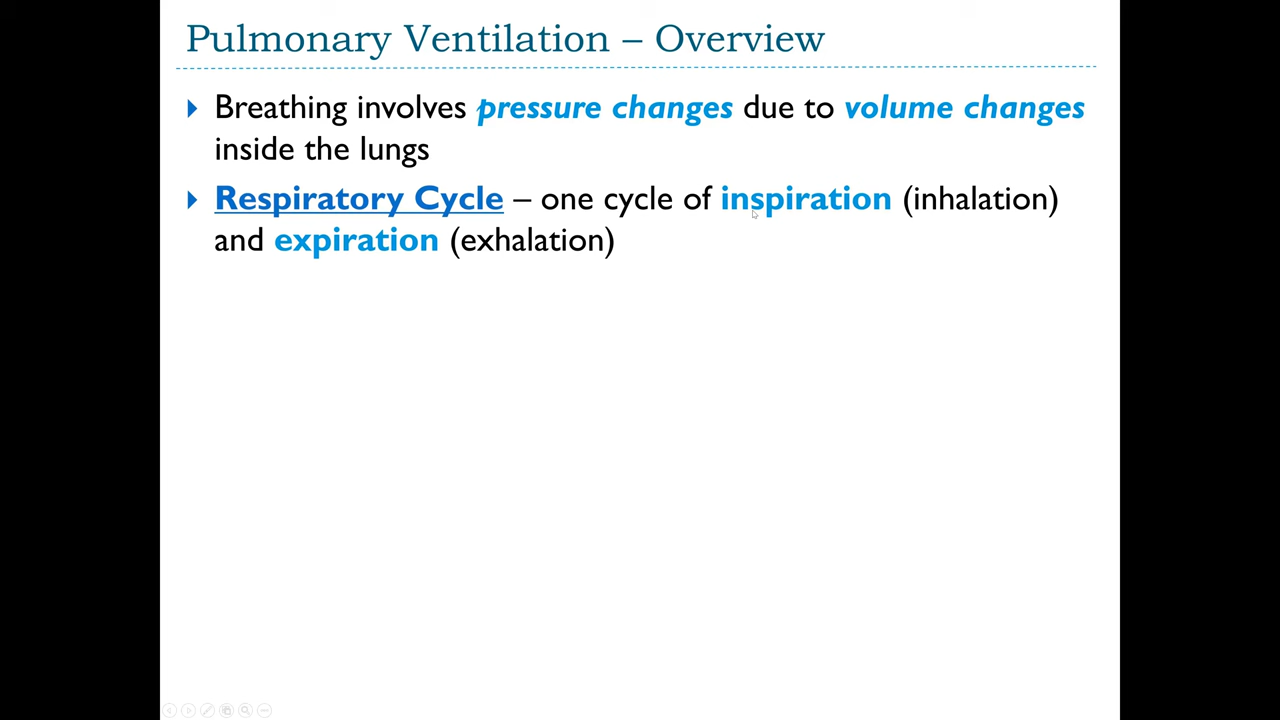 Pulmonary Ventilation – Overview
Breathing involves pressure changes due to volume changes
inside the lungs
Respiratory Cycle – one cycle of inspiration (inhalation)
and expiration (exhalation)